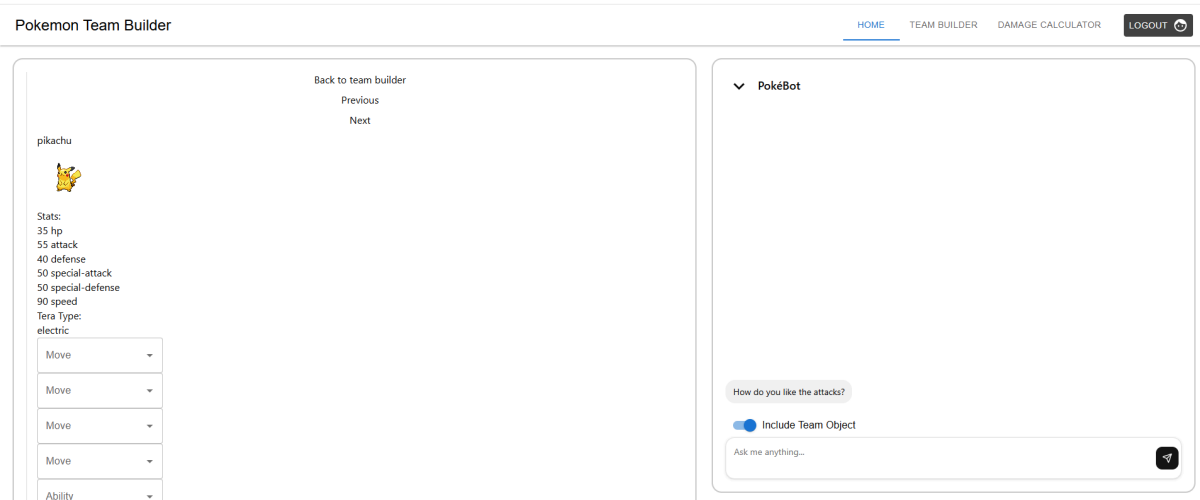 Pokemon Team Builder
HOME
TEAM BUILDER
DAMAGE CALCULATOR
LOGOUT
Back to team builder
Previous
Next
pikachu
Stats:
35 hp
55 attack
40 defense
50 special-attack
50 special-defense
90 speed
Tera Type:
electric
Move
Move
Move
Move
Ability
PokéBot
How do you like the attacks?
Include Team Object
Ask me anything...